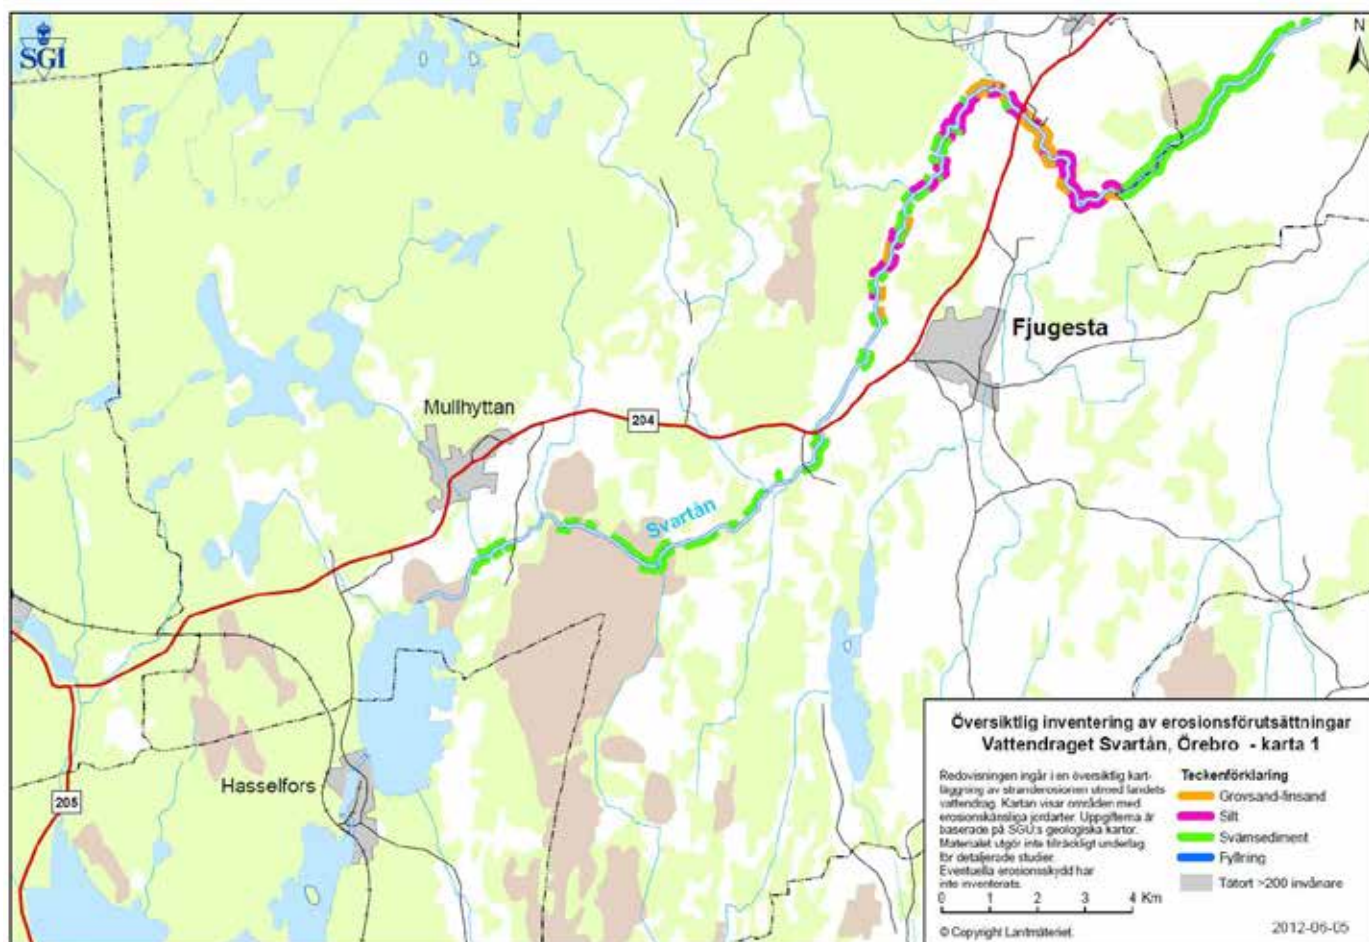 SGI
N
Fjugesta
Mullhyttan
204
Svartån
Hasselfors
205
Översiktlig inventering av erosionsförutsättningar
Vattendraget Svartån, Örebro - karta 1
Redovisningen ingår i en översiktlig kart-
läggning av stranderosionen utmed landets
vattendrag. Kartan visar områden med
erosionskänsliga jordarter. Uppgifterna är
baserade på SGU:s geologiska kartor.
Materialet utgör inte tillräckligt underlag
för detaljerade studier.
Eventuella erosionsskydd har
inte inventerats.
Teckenförklaring
Grovsand-finsand
Silt
Svämsediment
Fyllning
Tätort >200 invånare
0 1 2 3 4 Km
© Copyright Lantmäteriet.
2012-06-05